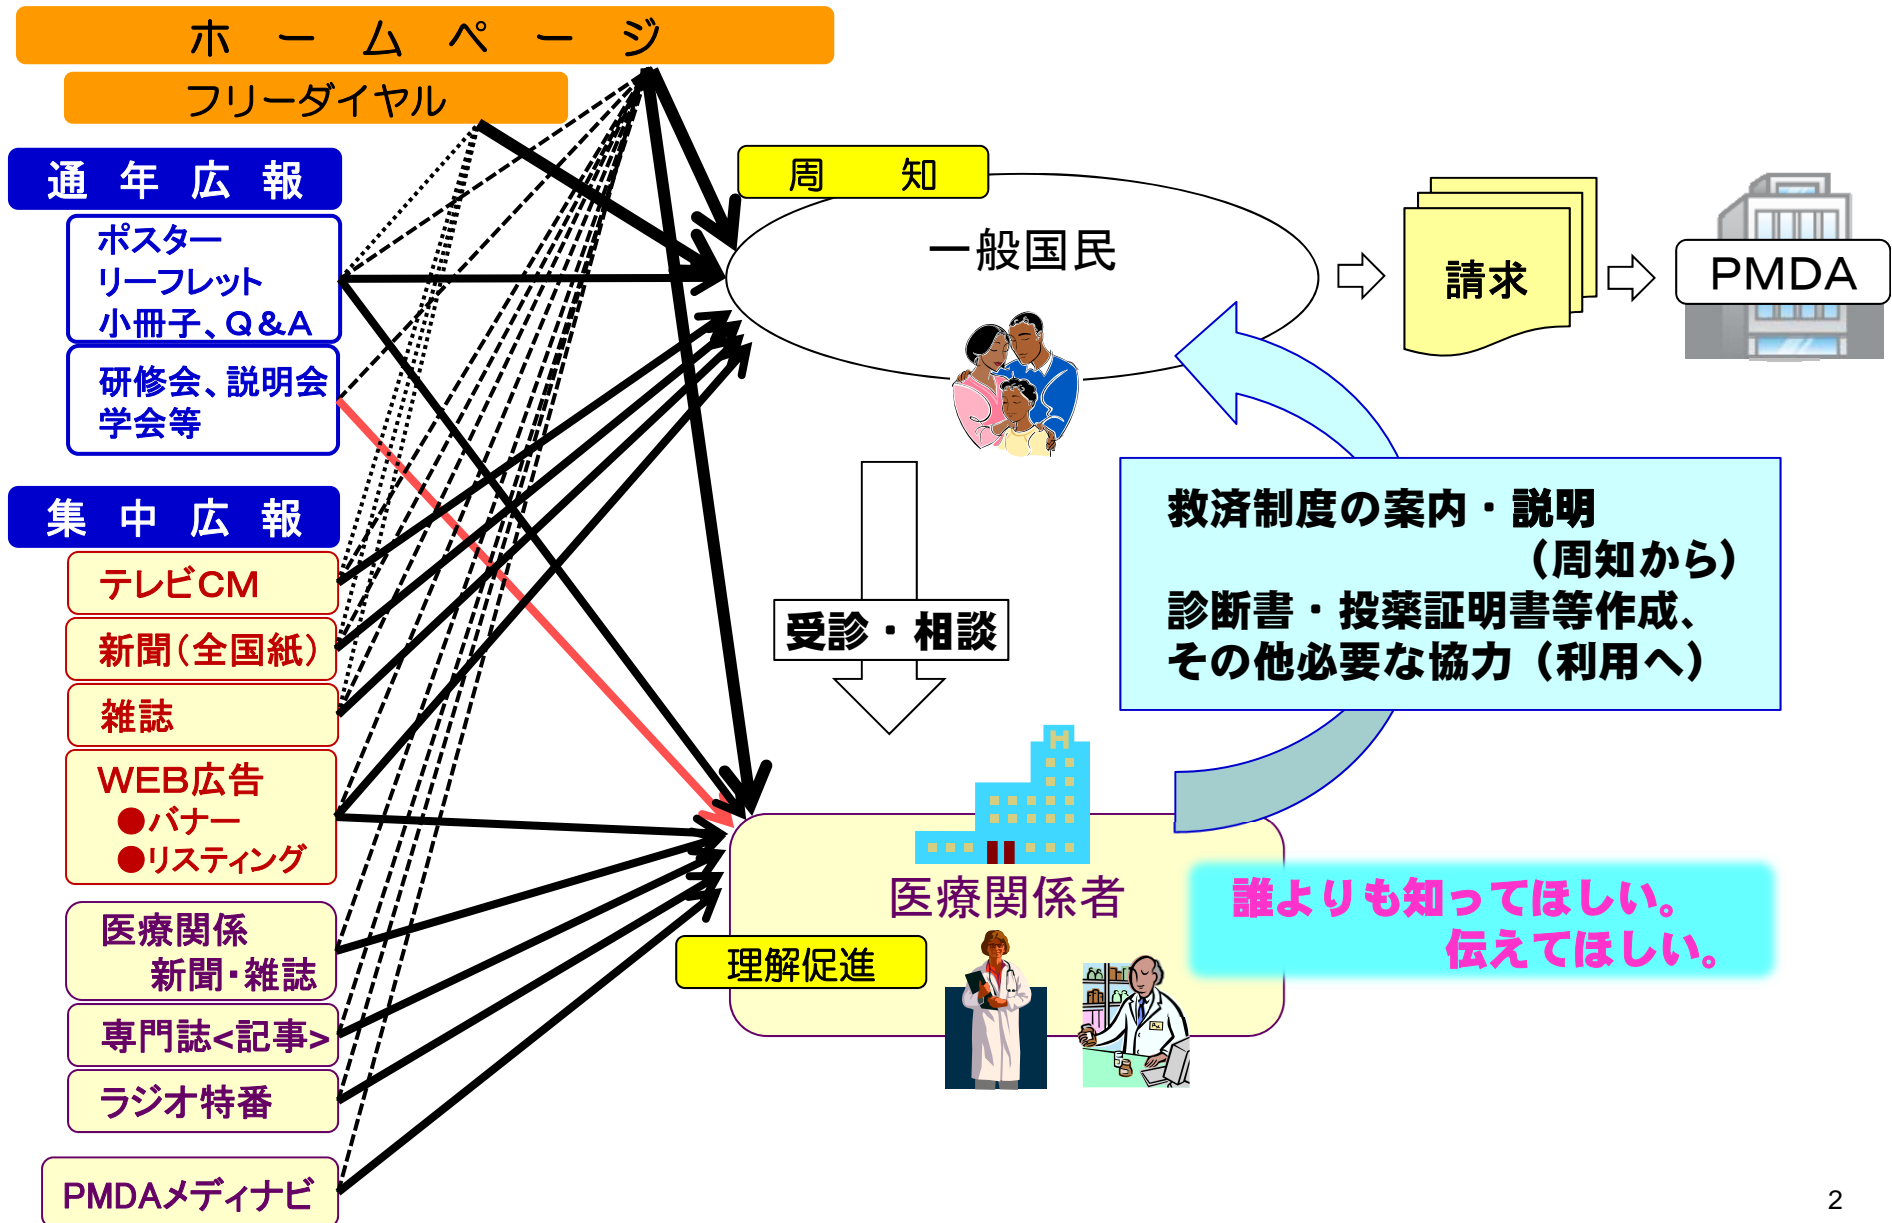 ホームページ
フリーダイヤル
通年広報
ポスター
リーフレット
小冊子、Q&A
研修会、説明会
学会等
集中広報
テレビCM
新聞(全国紙)
雑誌
WEB広告
●バナー
●リスティング
医療関係
新聞・雑誌
専門誌<記事>
ラジオ特番
PMDAメディナビ
周知
一般国民
請求
PMDA
受診・相談
救済制度の案内・説明
(周知から)
診断書・投薬証明書等作成、
その他必要な協力(利用へ)
H
医療関係者
理解促進
誰よりも知ってほしい。
伝えてほしい。
2